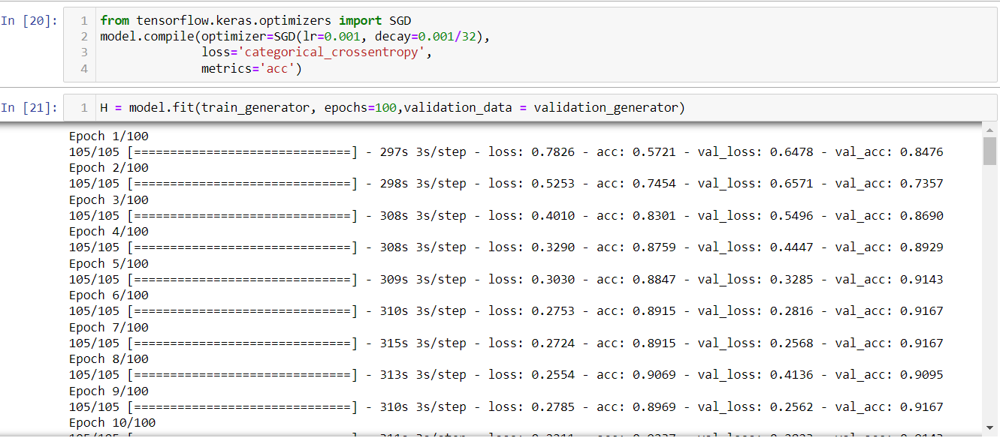 In [20]:
1 from tensorflow.keras.optimizers import SGD
2 model.compile(optimizer=SGD(lr=0.001, decay=0.001/32),
3 loss='categorical_crossentropy',
4 metrics='acc')
In [21]:
1 H = model.fit(train_generator, epochs=100,validation_data = validation_generator)
Epoch 1/100
105/105 [==============================] - 297s 3s/step - loss: 0.7826 - acc: 0.5721 - val_loss: 0.6478 - val_acc: 0.8476
Epoch 2/100
105/105 [==============================] - 298s 3s/step - loss: 0.5253 - acc: 0.7454 - val_loss: 0.6571 - val_acc: 0.7357
Epoch 3/100
105/105 [==============================] - 308s 3s/step - loss: 0.4010 - acc: 0.8301 - val_loss: 0.5496 - val_acc: 0.8690
Epoch 4/100
105/105 [==============================] - 308s 3s/step - loss: 0.3290 - acc: 0.8759 - val_loss: 0.4447 - val_acc: 0.8929
Epoch 5/100
105/105 [==============================] - 309s 3s/step - loss: 0.3030 - acc: 0.8847 - val_loss: 0.3285 - val_acc: 0.9143
Epoch 6/100
105/105 [==============================] - 310s 3s/step - loss: 0.2753 - acc: 0.8915 - val_loss: 0.2816 - val_acc: 0.9167
Epoch 7/100
105/105 [==============================] - 315s 3s/step - loss: 0.2724 - acc: 0.8915 - val_loss: 0.2568 - val_acc: 0.9167
Epoch 8/100
105/105 [==============================] - 313s 3s/step - loss: 0.2554 - acc: 0.9069 - val_loss: 0.4136 - val_acc: 0.9095
Epoch 9/100
105/105 [==============================] - 310s 3s/step - loss: 0.2785 - acc: 0.8969 - val_loss: 0.2562 - val_acc: 0.9167
Epoch 10/100